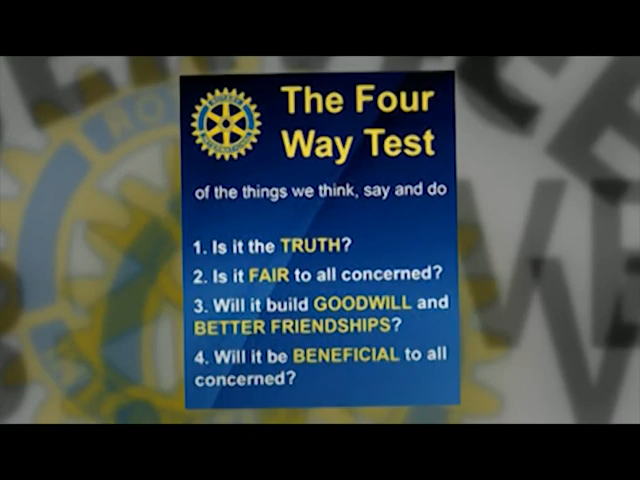 The Four
Way Test
of the things we think, say and do
1. Is it the TRUTH?
2. Is it FAIR to all concerned?
3. Will it build GOODWILL and
BETTER FRIENDSHIPS?
4. Will it be BENEFICIAL to all
concerned?